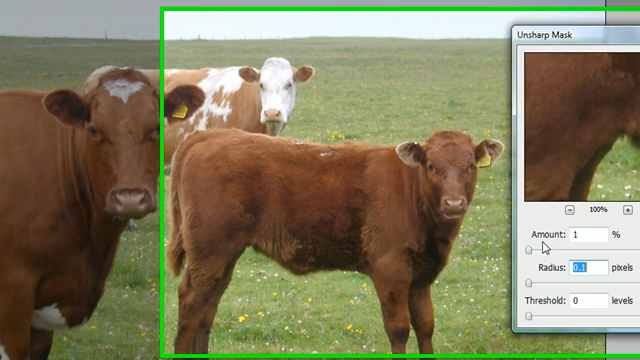 Unsharp Mask
100%
Amount: 1 %
Radius: 0.1 pixels
Threshold: 0 levels